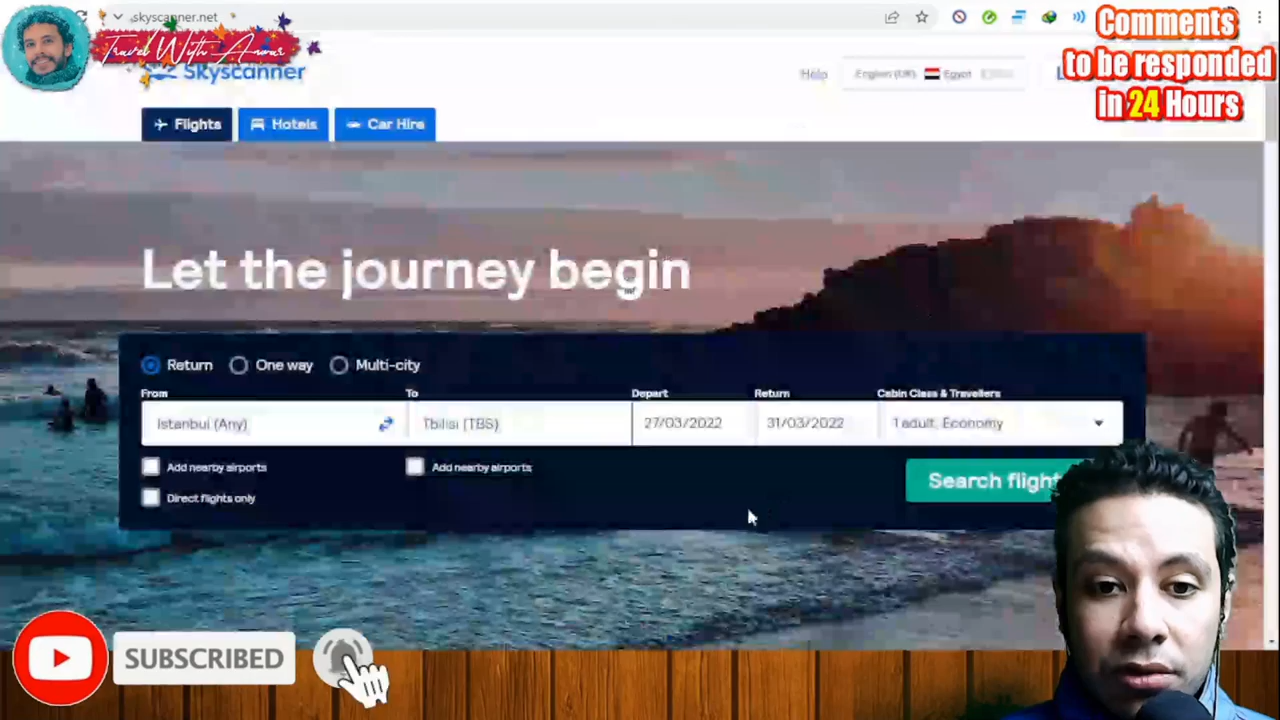 skyscanner.net
Travel With Anwar
Comments
to be responded
in 24 Hours
Skyscanner
Help
English (UK) Egypt
Flights
Hotels
Car Hire
Let the journey begin
Return
One way
Multi-city
From
To
Depart
Return
Cabin Class & Travellers
Istanbul (Any)
Tbilisi (TBS)
27/03/2022
31/03/2022
1 adult, Economy
Add nearby airports
Add nearby airports
Direct flights only
Search flight
SUBSCRIBED